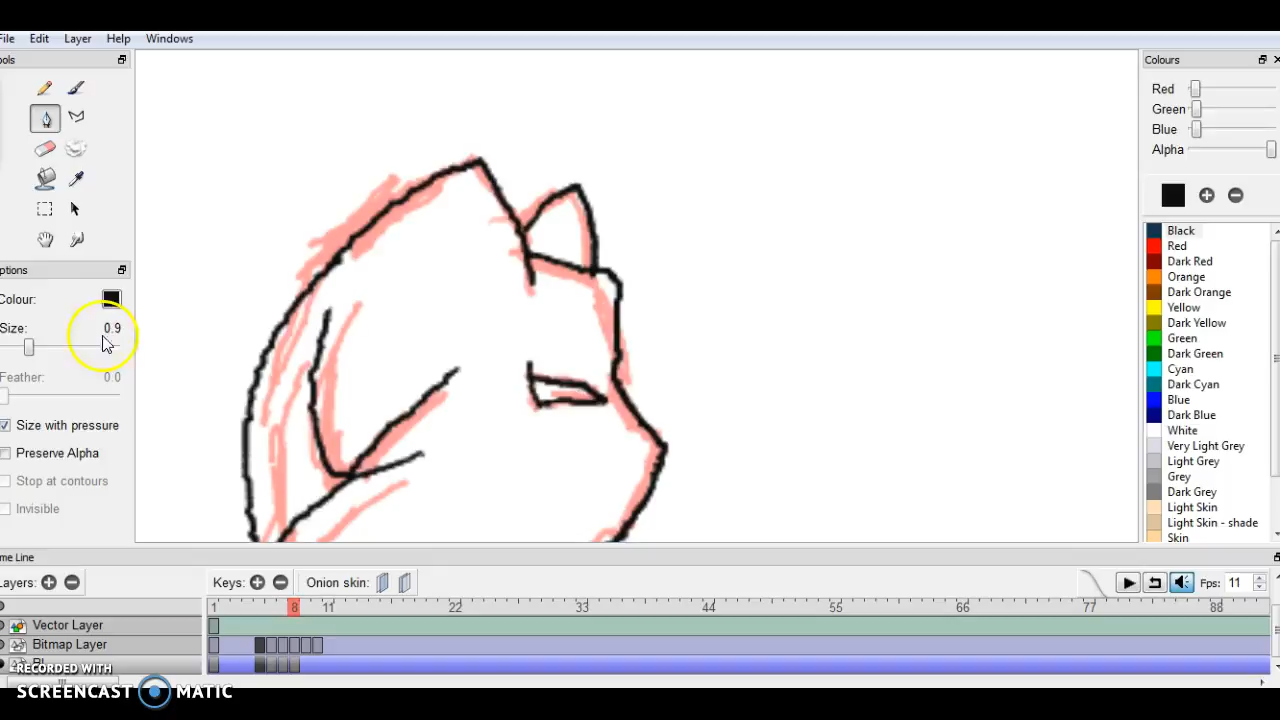 File Edit Layer Help Windows
ools
Colours
Red
Green
Blue
Alpha
ptions
Colour:
Size: 0.9
Feather: 0.0
Size with pressure
Preserve Alpha
Stop at contours
Invisible
Black
Red
Dark Red
Orange
Dark Orange
Yellow
Dark Yellow
Green
Dark Green
Cyan
Dark Cyan
Blue
Dark Blue
White
Very Light Grey
Light Grey
Grey
Dark Grey
Light Skin
Light Skin - shade
Skin
me Line
Layers: Keys: Onion skin: Fps: 11
1 8 11 22 33 44 55 66 77 88
Vector Layer
Bitmap Layer
RECORDED WITH
SCREENCAST MATIC